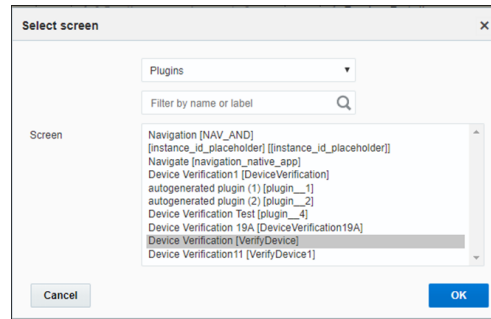 Select screen
×
Plugins
Filter by name or label
Screen
Navigation [NAV_AND]
[instance_id_placeholder] [[instance_id_placeholder]]
Navigate [navigation_native_app]
Device Verification1 [DeviceVerification]
autogenerated plugin (1) [plugin__1]
autogenerated plugin (2) [plugin__2]
Device Verification Test [plugin__4]
Device Verification 19A [DeviceVerification19A]
Device Verification [VerifyDevice]
Device Verification11 [VerifyDevice1]
Cancel
OK